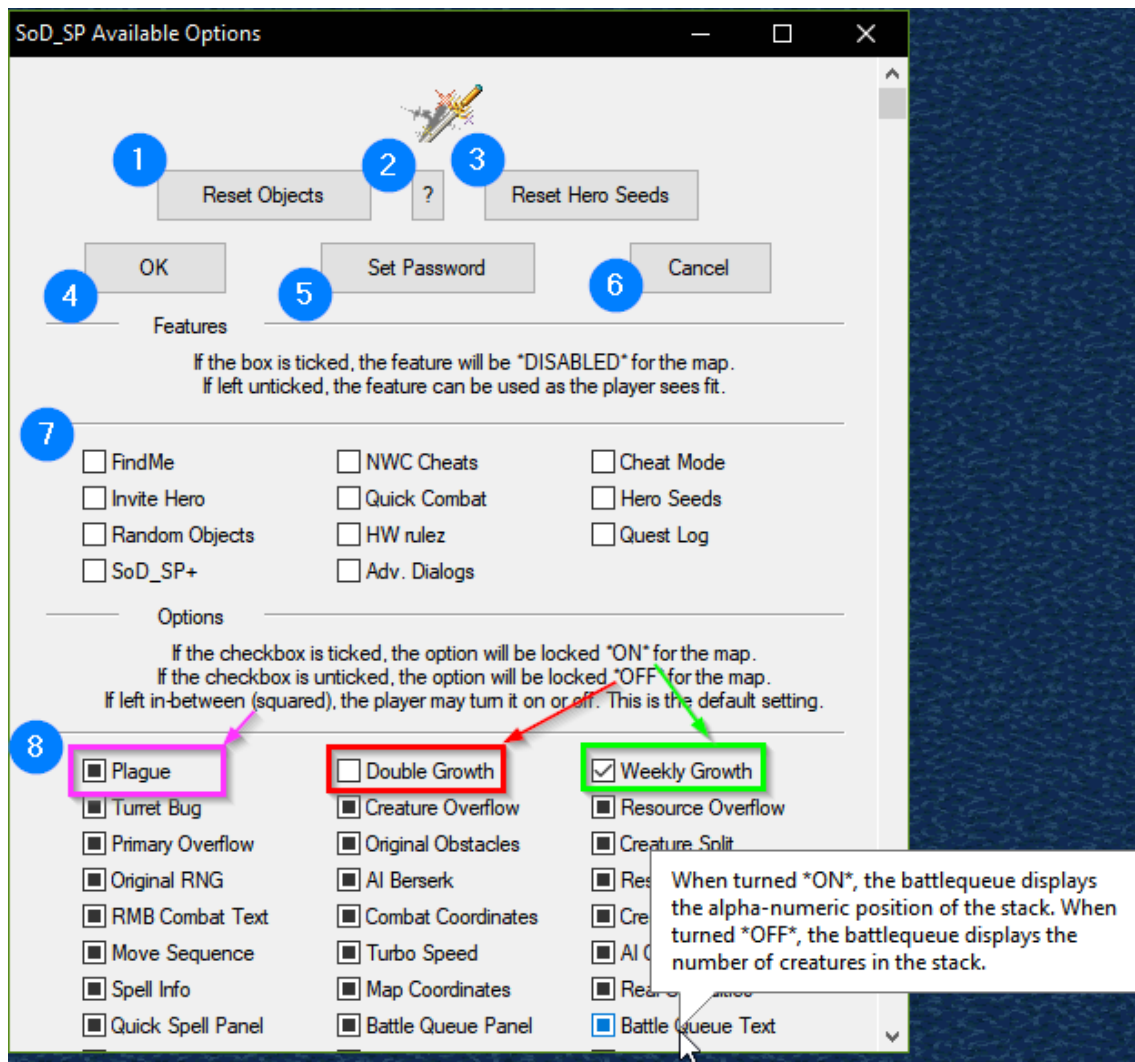 SoD_SP Available Options
1
2
3
Reset Objects
?
Reset Hero Seeds
OK
Set Password
Cancel
4
5
6
Features
If the box is ticked, the feature will be *DISABLED* for the map.
If left unticked, the feature can be used as the player sees fit.
7
FindMe
NWC Cheats
Cheat Mode
Invite Hero
Quick Combat
Hero Seeds
Random Objects
HW rulez
Quest Log
SoD_SP+
Adv. Dialogs
Options
If the checkbox is ticked, the option will be locked *ON* for the map.
If the checkbox is unticked, the option will be locked *OFF* for the map.
If left in-between (squared), the player may turn it on or off. This is the default setting.
8
Plague
Double Growth
Weekly Growth
Turret Bug
Creature Overflow
Resource Overflow
Primary Overflow
Original Obstacles
Creature Split
Original RNG
AI Berserk
RMB Combat Text
Combat Coordinates
Move Sequence
Turbo Speed
AI
Spell Info
Map Coordinates
Quick Spell Panel
Battle Queue Panel
Battle Queue Text
When turned *ON*, the battlequeue displays
the alpha-numeric position of the stack. When
turned *OFF*, the battlequeue displays the
number of creatures in the stack.